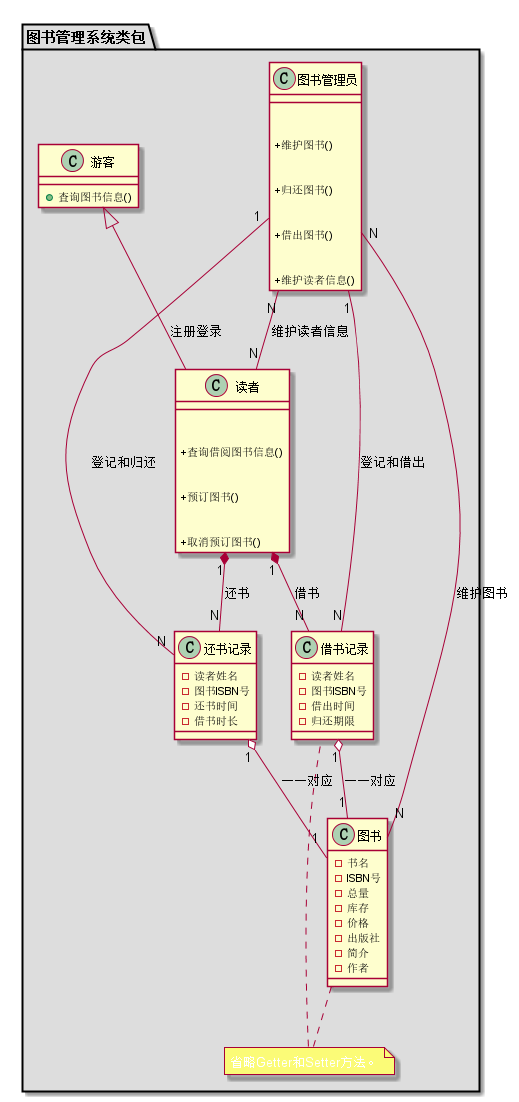 图书管理系统类包
C 图书管理员
+维护图书()
+归还图书()
+借出图书()
+维护读者信息()
C 游客
查询图书信息()
1
N
N
1
注册登录
维护读者信息
N
C 读者
+查询借阅图书信息()
+预订图书()
+取消预订图书()
登记和归还
登记和借出
1
1
还书
借书
维护图书
N
N
N
N
C 还书记录
读者姓名
图书ISBN号
还书时间
借书时长
C 借书记录
读者姓名
图书ISBN号
借出时间
归还期限
1
1
一一对应
一一对应
1
1
N
C 图书
书名
ISBN号
总量
库存
价格
出版社
简介
作者
省略Getter和Setter方法。